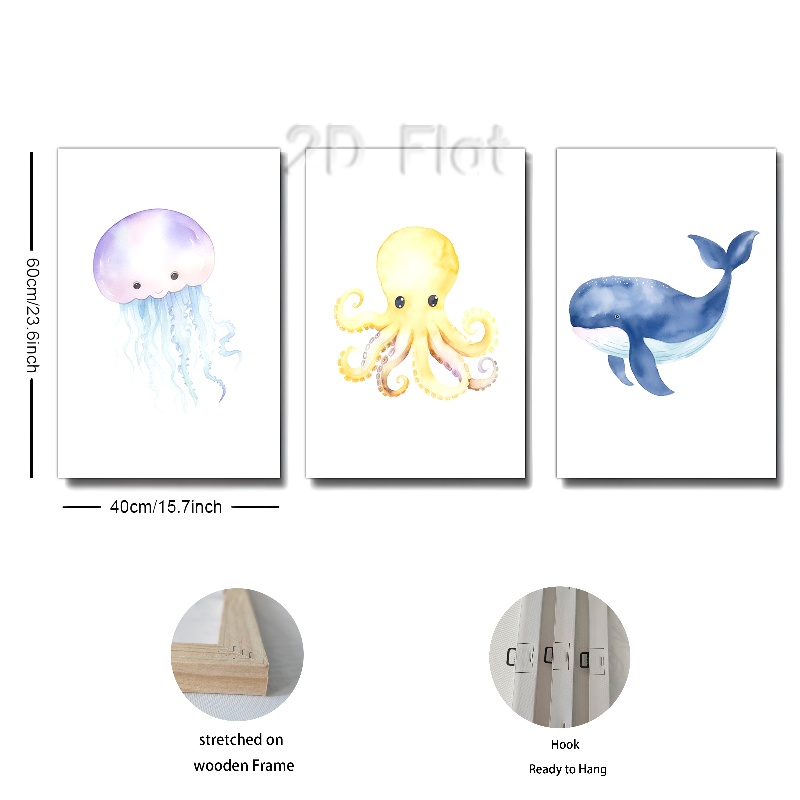 2D Flat
60cm/23.6inch
40cm/15.7inch
stretched on
wooden Frame
Hook
Ready to Hang